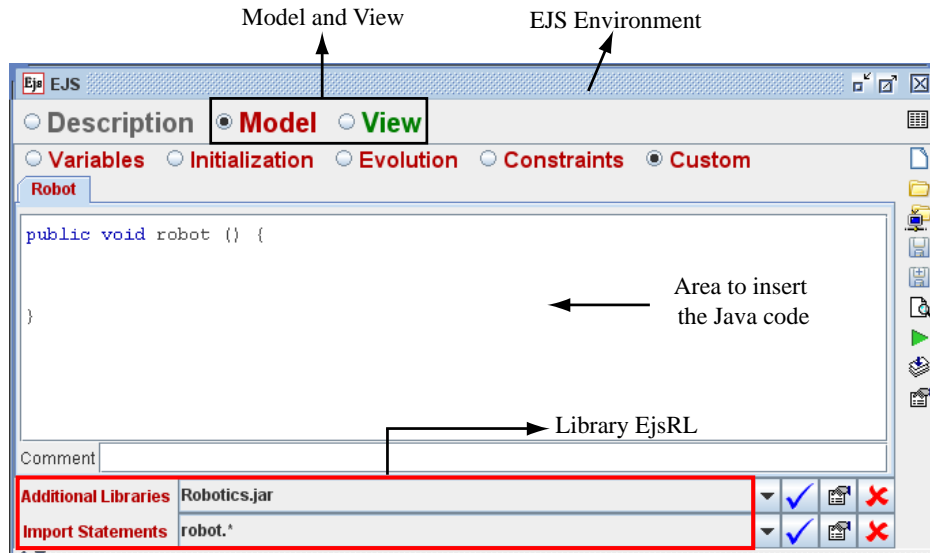 Model and View
EJS Environment
Ejs EJS
Description Model View
Variables Initialization Evolution Constraints Custom
Robot
public void robot () {
}
Area to insert
the Java code
Library EjsRL
Comment
Additional Libraries Robotics.jar
Import Statements robot.*